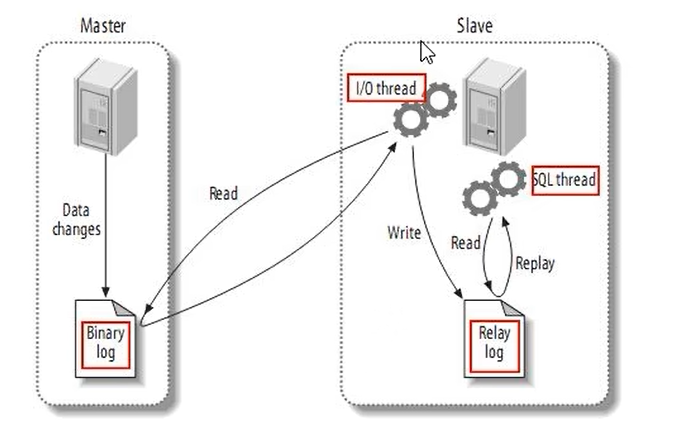 Master
Slave
I/O thread
SQL thread
Read
Data
changes
Write
Read
Replay
Binary
log
Relay
log